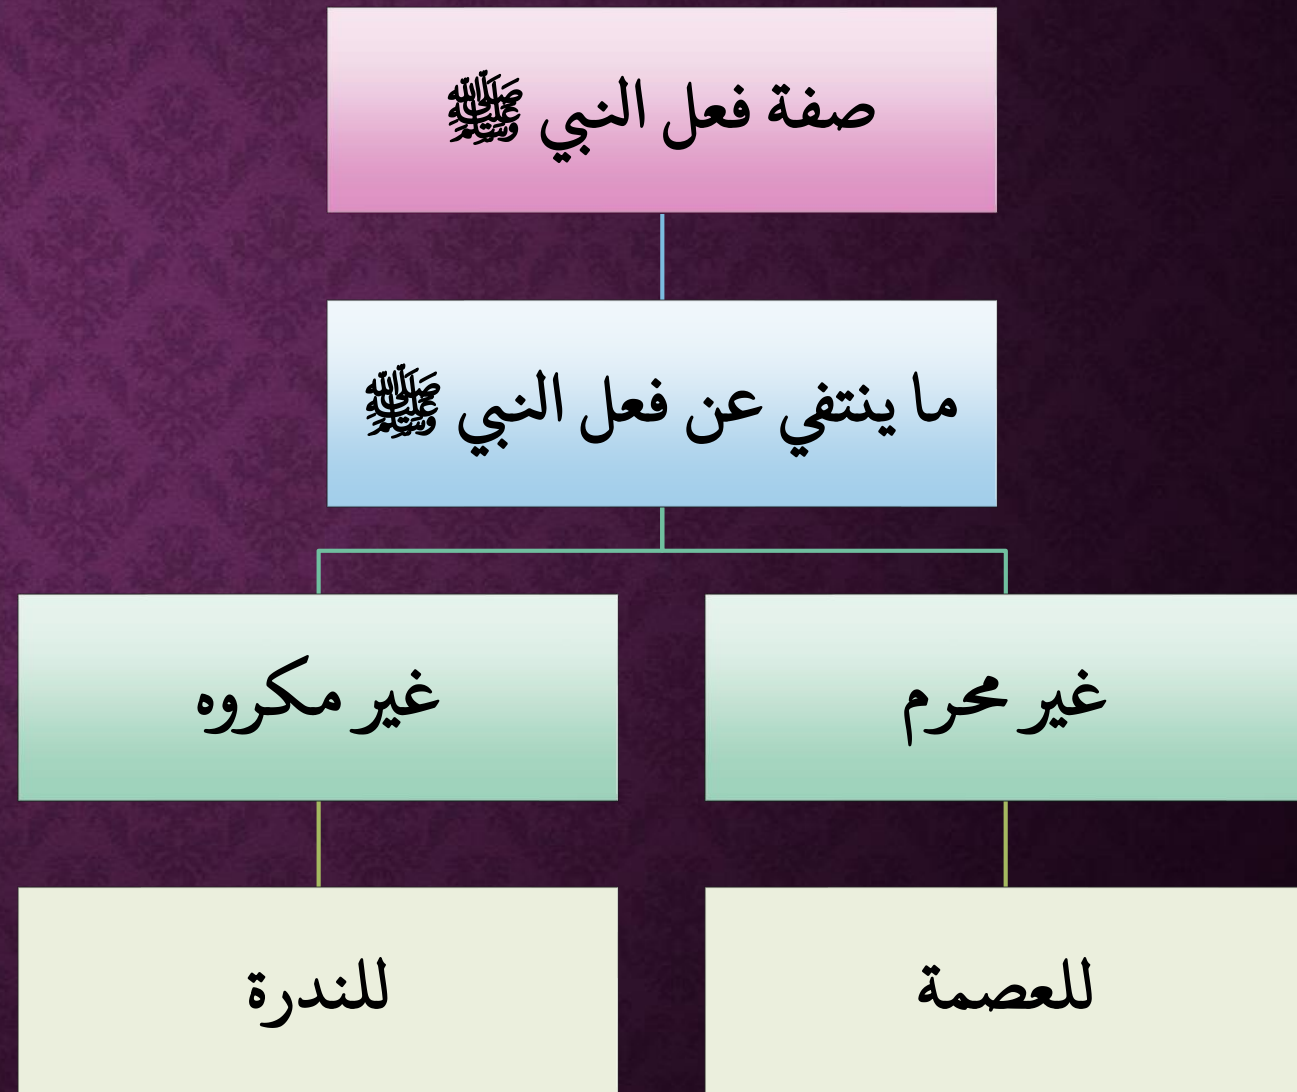 صفة فعل النبي ﷺ
ما ينتفي عن فعل النبي ﷺ
غير محرم
غير مكروه
للعصمة
للندرة